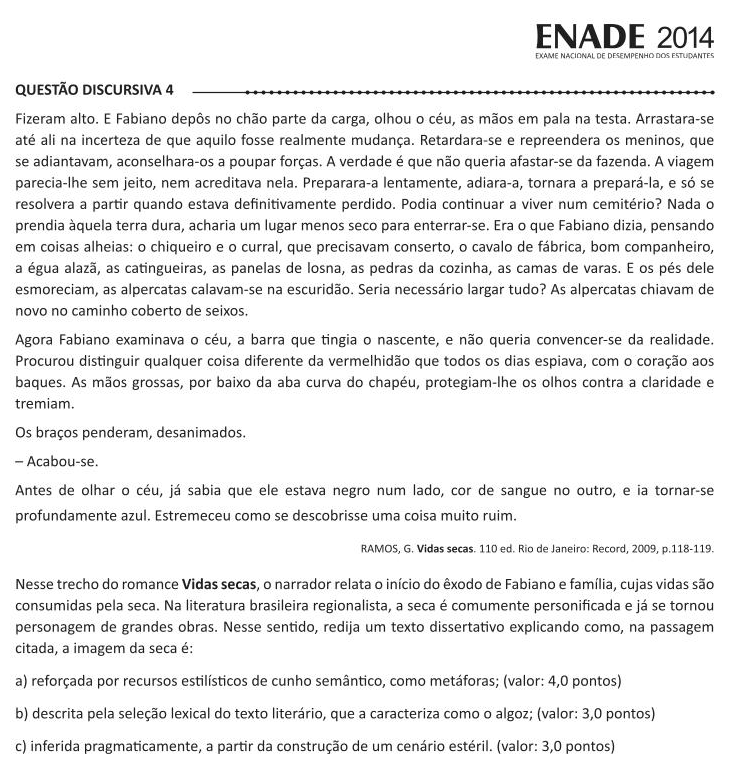 ENADE 2014
EXAME NACIONAL DE DESEMPENHO DOS ESTUDANTES
QUESTÃO DISCURSIVA 4
Fizeram alto. E Fabiano depôs no chão parte da carga, olhou o céu, as mãos em pala na testa. Arrastara-se
até ali na incerteza de que aquilo fosse realmente mudança. Retardara-se e repreendera os meninos, que
se adiantavam, aconselhara-os a poupar forças. A verdade é que não queria afastar-se da fazenda. A viagem
parecia-lhe sem jeito, nem acreditava nela. Preparara-a lentamente, adiara-a, tornara a prepará-la, e só se
resolvera a partir quando estava definitivamente perdido. Podia continuar a viver num cemitério? Nada o
prendia àquela terra dura, acharia um lugar menos seco para enterrar-se. Era o que Fabiano dizia, pensando
em coisas alheias: o chiqueiro e o curral, que precisavam conserto, o cavalo de fábrica, bom companheiro,
a égua alazã, as catingueiras, as panelas de losna, as pedras da cozinha, as camas de varas. E os pés dele
esmoreciam, as alpercatas calavam-se na escuridão. Seria necessário largar tudo? As alpercatas chiavam de
novo no caminho coberto de seixos.
Agora Fabiano examinava o céu, a barra que tingia o nascente, e não queria convencer-se da realidade.
Procurou distinguir qualquer coisa diferente da vermelhidão que todos os dias espiava, com o coração aos
baques. As mãos grossas, por baixo da aba curva do chapéu, protegiam-lhe os olhos contra a claridade e
tremiam.
Os braços penderam, desanimados.
– Acabou-se.
Antes de olhar o céu, já sabia que ele estava negro num lado, cor de sangue no outro, e ia tornar-se
profundamente azul. Estremeceu como se descobrisse uma coisa muito ruim.
RAMOS, G. Vidas secas. 110 ed. Rio de Janeiro: Record, 2009, p.118-119.
Nesse trecho do romance Vidas secas, o narrador relata o início do êxodo de Fabiano e família, cujas vidas são
consumidas pela seca. Na literatura brasileira regionalista, a seca é comumente personificada e já se tornou
personagem de grandes obras. Nesse sentido, redija um texto dissertativo explicando como, na passagem
citada, a imagem da seca é:
a) reforçada por recursos estilísticos de cunho semântico, como metáforas; (valor: 4,0 pontos)
b) descrita pela seleção lexical do texto literário, que a caracteriza como o algoz; (valor: 3,0 pontos)
c) inferida pragmaticamente, a partir da construção de um cenário estéril. (valor: 3,0 pontos)